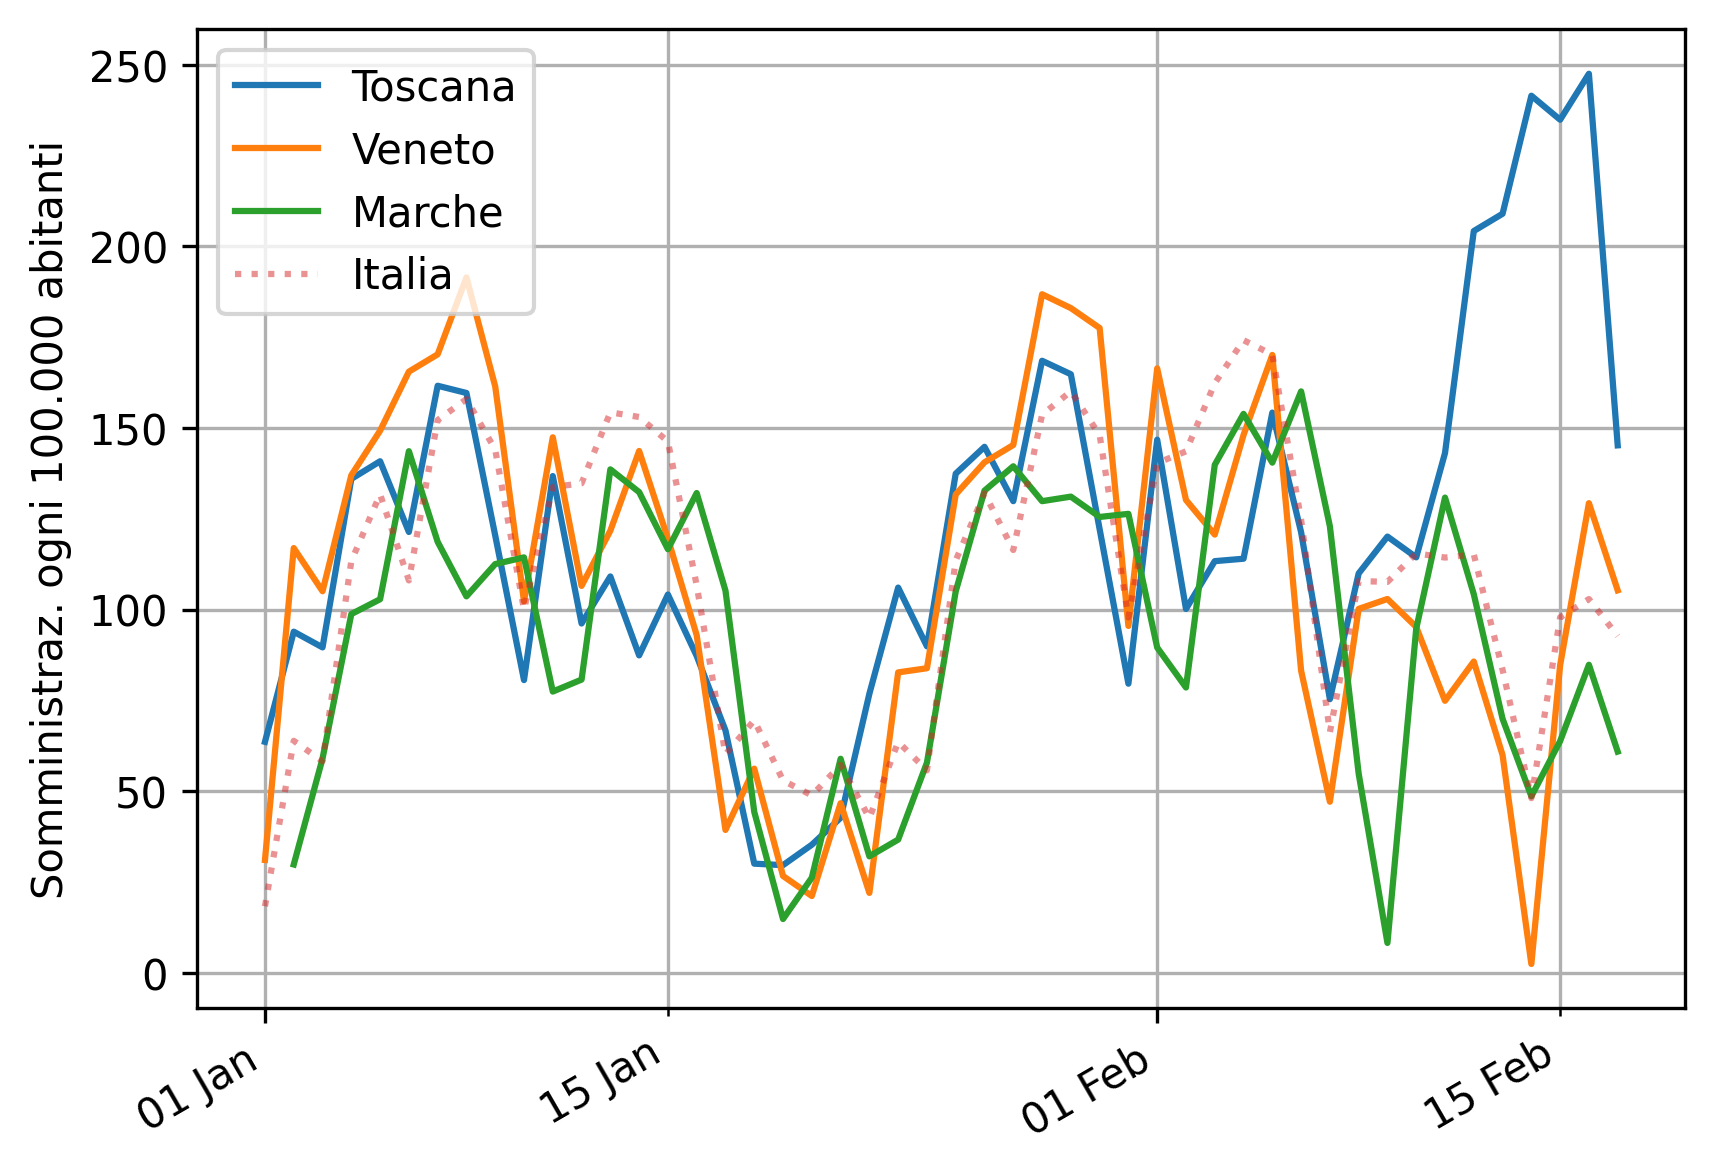 Somministraz. ogni 100.000 abitanti
250
200
150
100
50
0
Toscana
Veneto
Marche
Italia
01 Jan
15 Jan
01 Feb
15 Feb